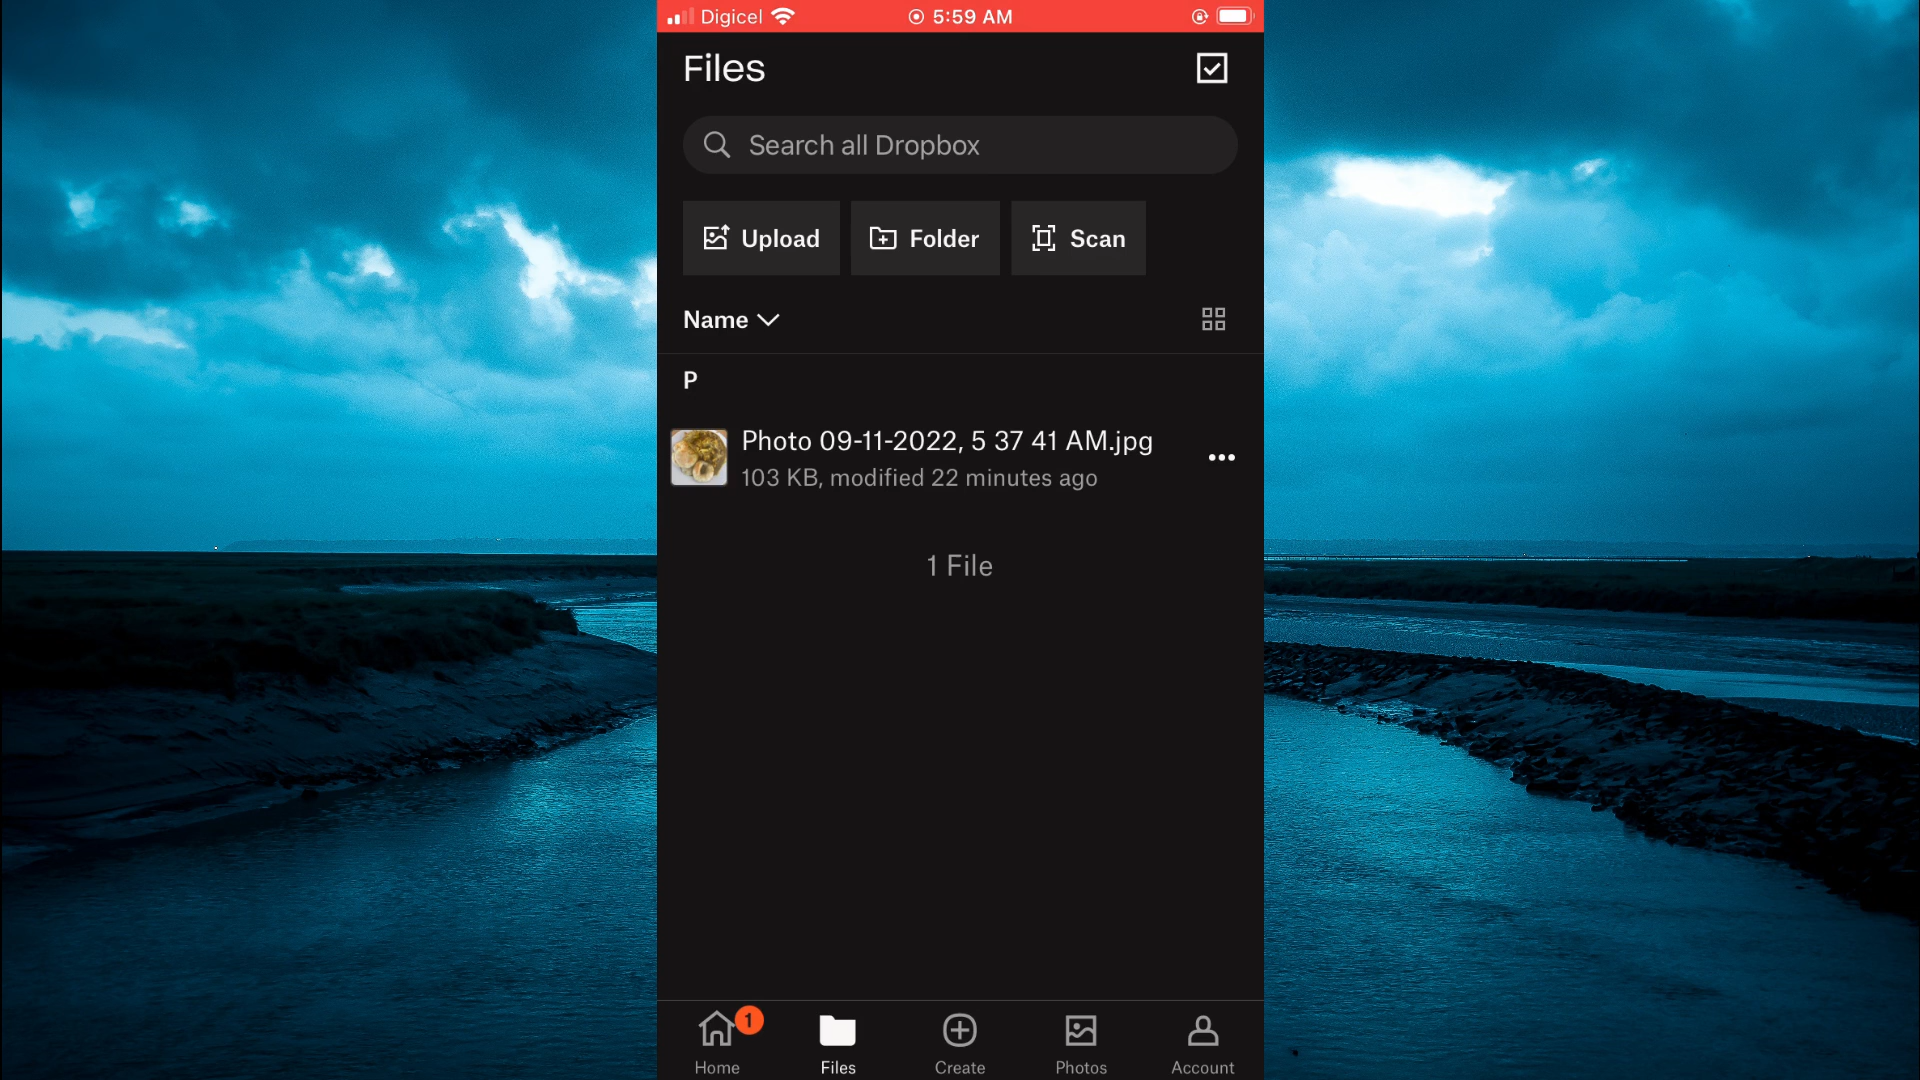 Digicel 5:59 AM
Files
Search all Dropbox
Upload Folder Scan
Name
P
Photo 09-11-2022, 5 37 41 AM.jpg
103 KB, modified 22 minutes ago
1 File
1
Home Files Create Photos Account